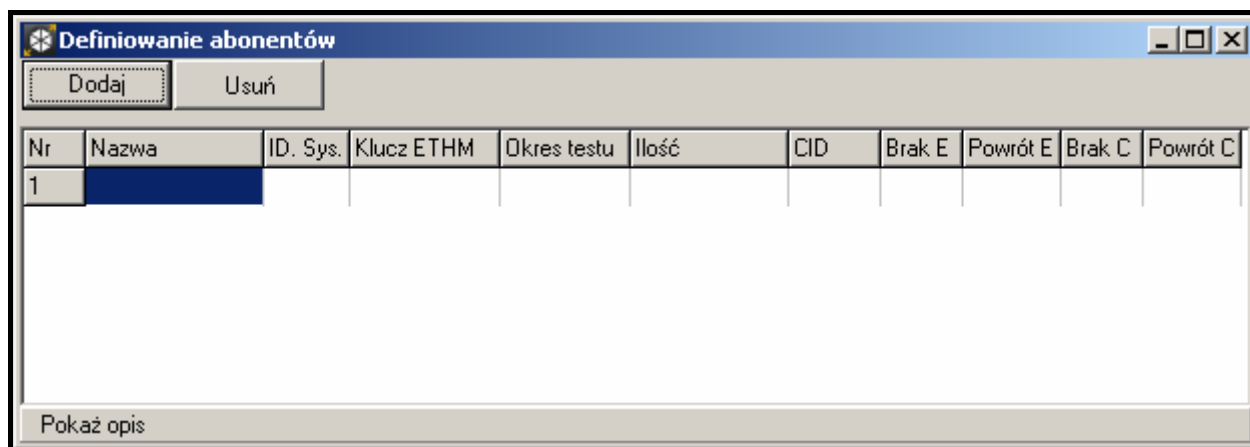 Definiowanie abonentów
Dodaj Usuń
Nr Nazwa ID. Sys. Klucz ETHM Okres testu Ilość CID Brak E Powrót E Brak C Powrót C
1
Pokaż opis